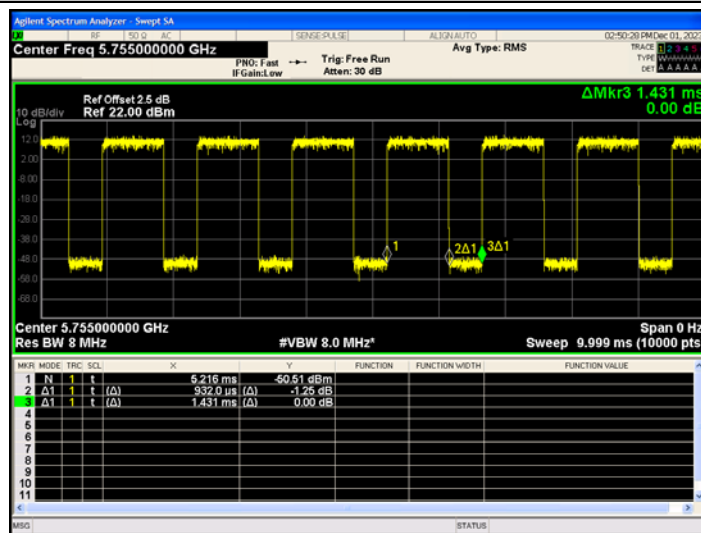 Agilent Spectrum Analyzer - Swept SA
RF 50 Ω AC SENSE:PULSE ALIGN AUTO 02:50:28 PM Dec 01, 202
Center Freq 5.755000000 GHz
Avg Type: RMS
TRACE 1 2 3 4 5
TYPE W
DET A A A A A
PNO: Fast
IFGain:Low
Trig: Free Run
Atten: 30 dB
ΔMkr3 1.431 ms
0.00 dB
Ref Offset 2.5 dB
10 dB/div Ref 22.00 dBm
Log
12.0
2.00
-8.00
-18.0
-28.0
-38.0
-48.0
-58.0
-68.0
1
2Δ1
3Δ1
Center 5.755000000 GHz Span 0 Hz
Res BW 8 MHz #VBW 8.0 MHz* Sweep 9.999 ms (10000 pts
MKR MODE TRC SCL X Y FUNCTION FUNCTION WIDTH FUNCTION VALUE
1 N 1 t 5.216 ms -50.51 dBm
2 Δ1 1 t (Δ) 932.0 μs (Δ) -1.25 dB
3 Δ1 1 t (Δ) 1.431 ms (Δ) 0.00 dB
4
5
6
7
8
9
10
11
MSG STATUS